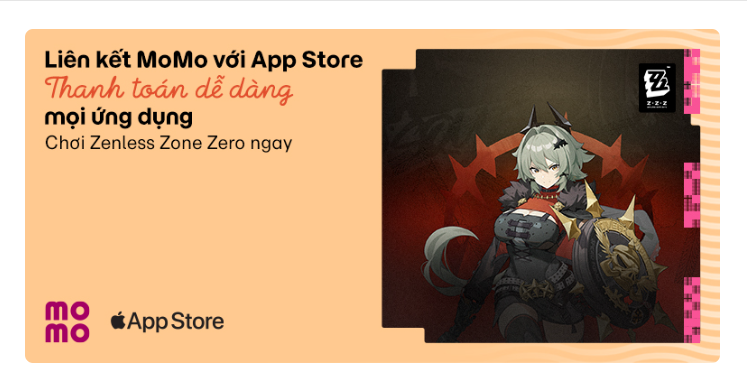 Liên kết MoMo với App Store
Thanh toán dễ dàng
mọi ứng dụng
Chơi Zenless Zone Zero ngay
Z-Z-Z
mo
mo
App Store